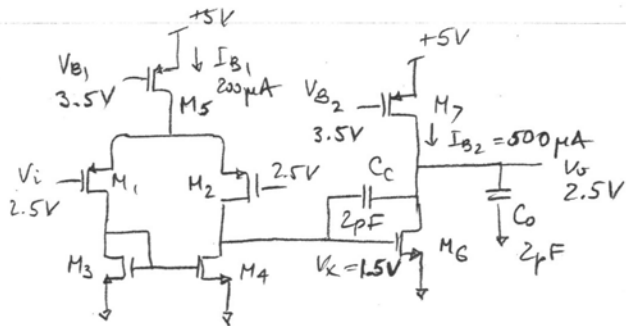 +5V
+5V
VB1
IB1
200μA
3.5V
M5
VB2
M7
3.5V
IB2 = 500μA
Vi
M1
M2
2.5V
Cc
Vo
2.5V
2.5V
2pF
Co
M3
M4
Vx = 1.5V
M6
2pF